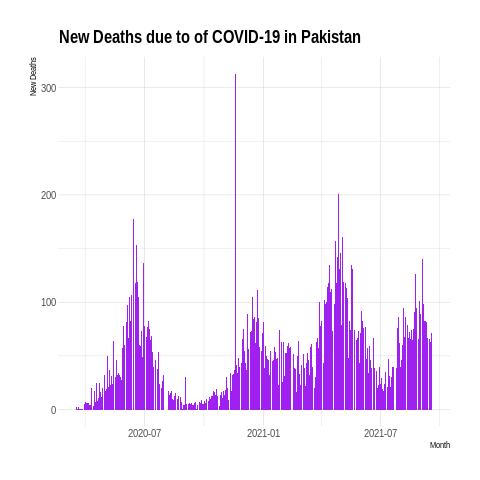 New Deaths due to of COVID-19 in Pakistan
New Deaths
300
200
100
0
2020-07 2021-01 2021-07
Month